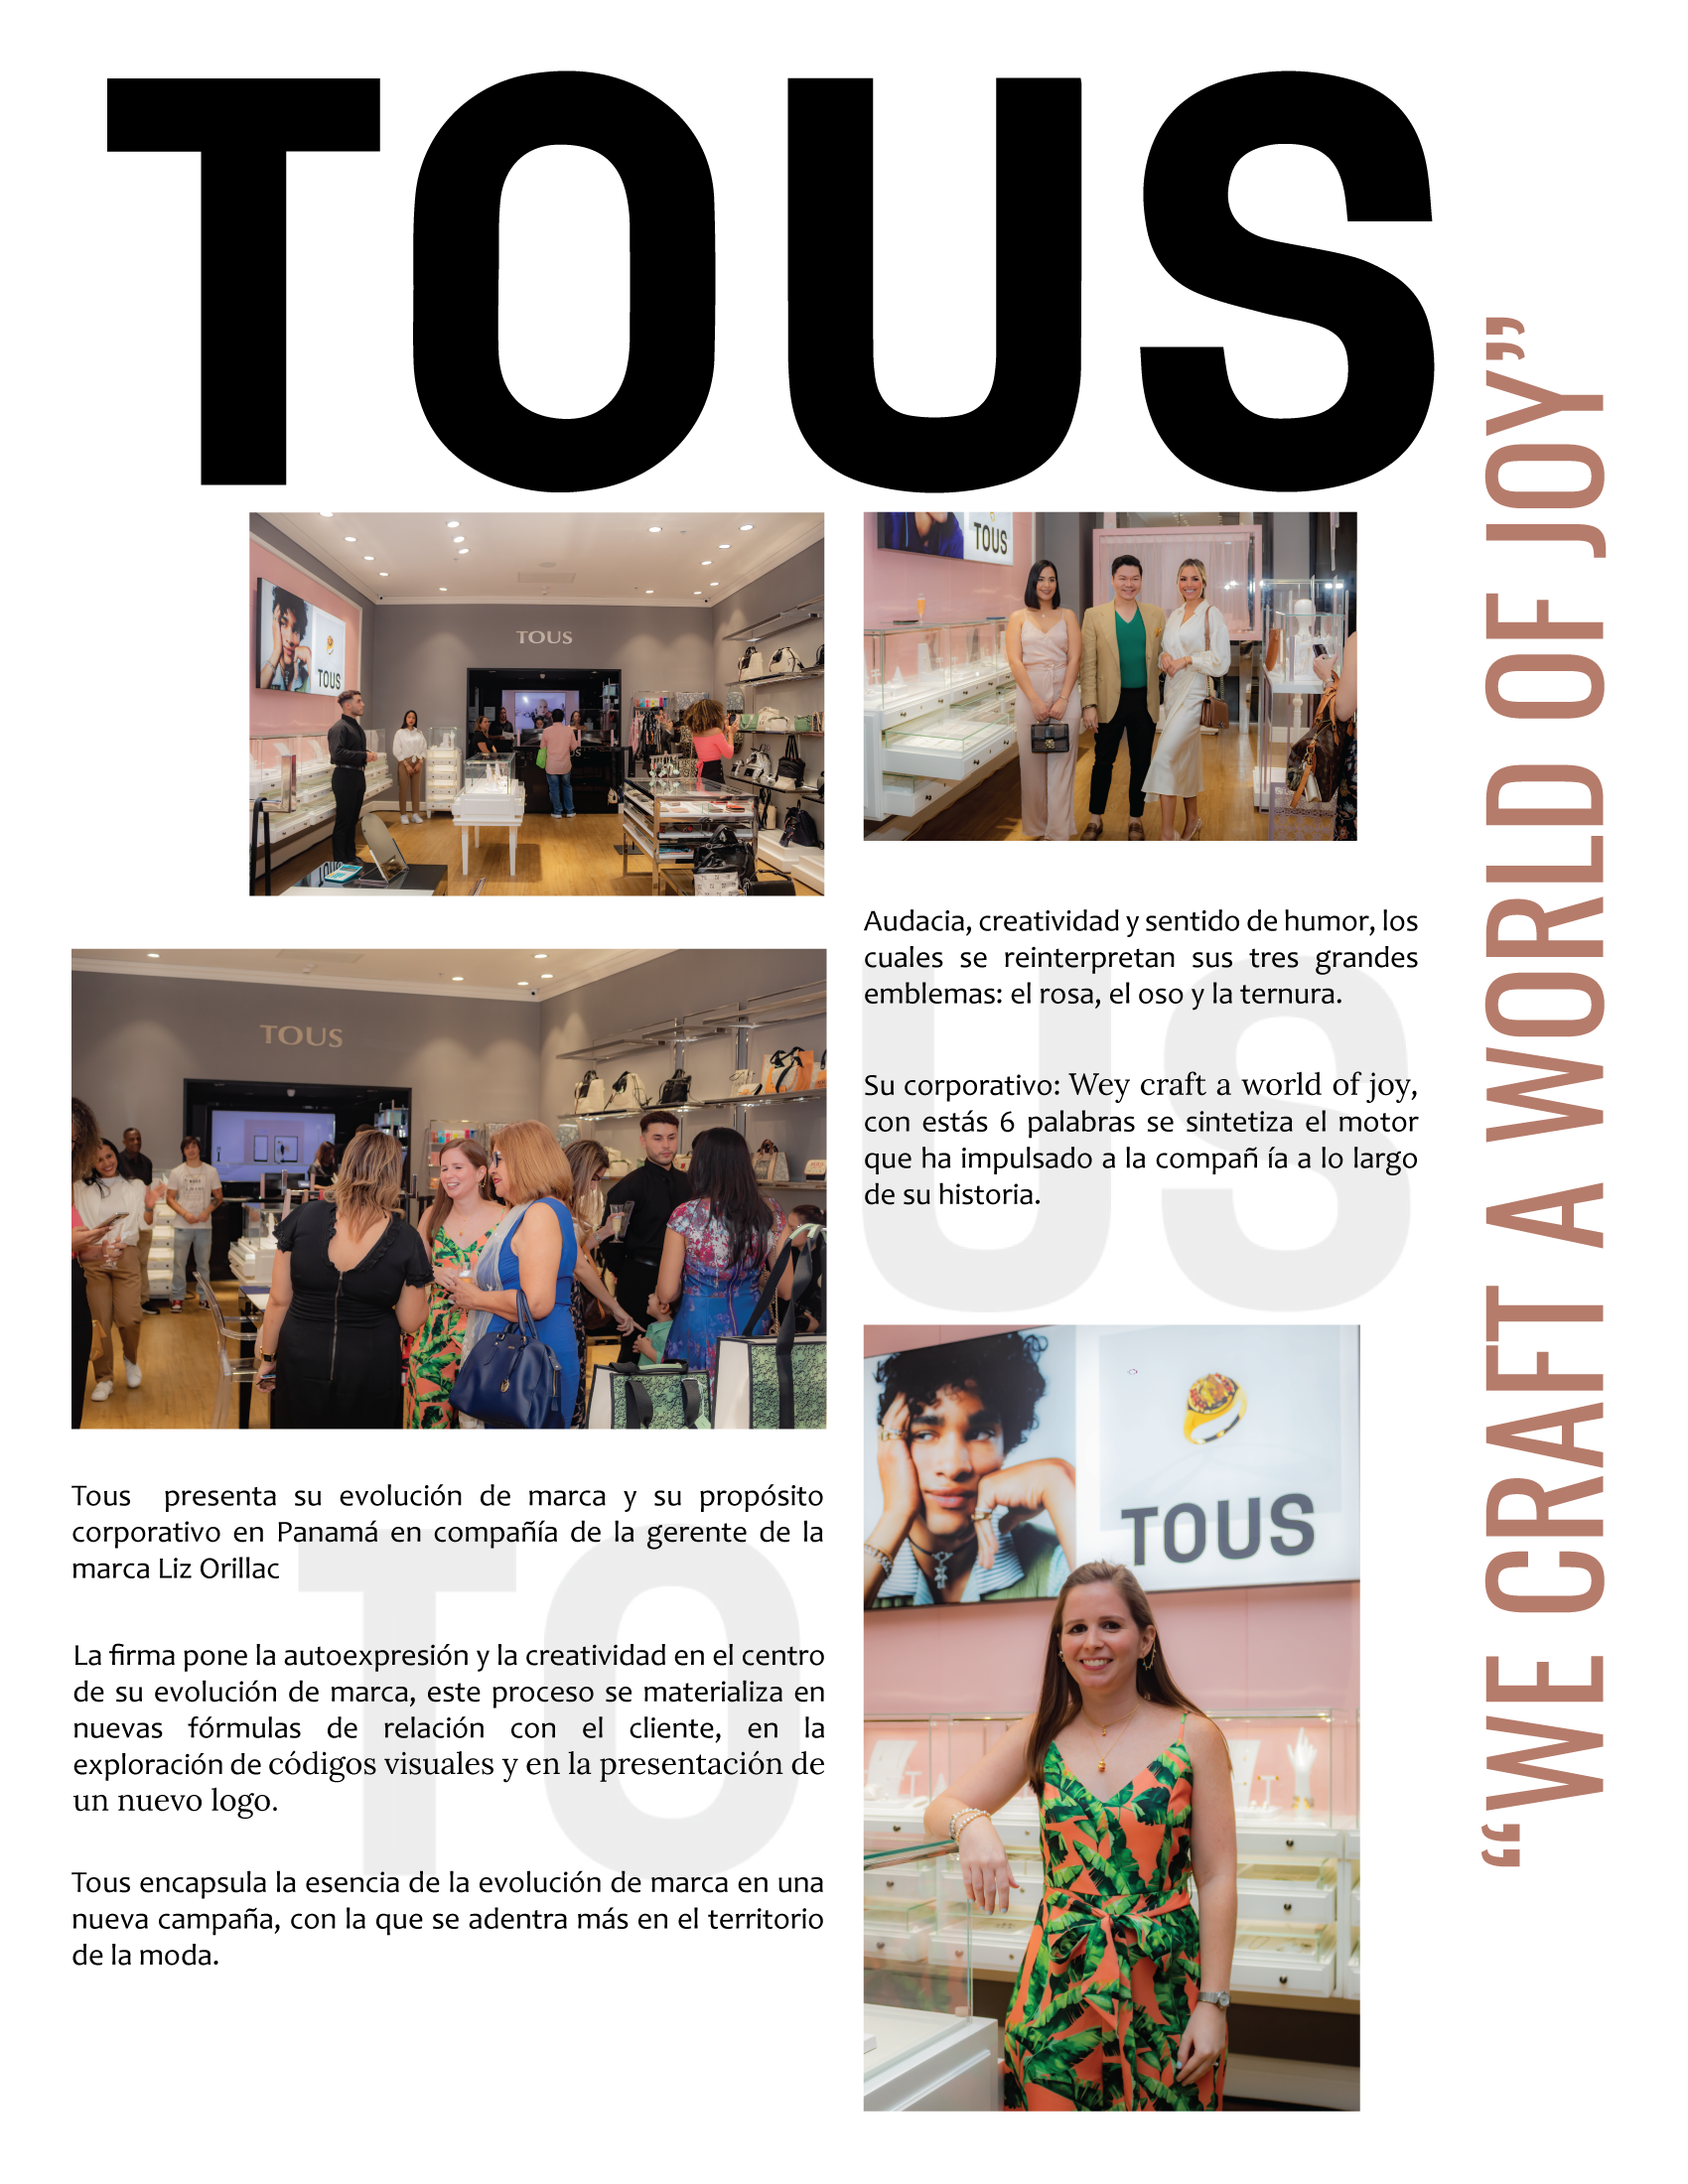 TOUS
TOUS
TOUS
TOUS
TOUS
Tous presenta su evolución de marca y su propósito
corporativo en Panamá en compañía de la gerente de la
marca Liz Orillac
La firma pone la autoexpresión y la creatividad en el centro
de su evolución de marca, este proceso se materializa en
nuevas fórmulas de relación con el cliente, en la
exploración de códigos visuales y en la presentación de
un nuevo logo.
Tous encapsula la esencia de la evolución de marca en una
nueva campaña, con la que se adentra más en el territorio
de la moda.
TO
Audacia, creatividad y sentido de humor, los
cuales se reinterpretan sus tres grandes
emblemas: el rosa, el oso y la ternura.
Su corporativo: Wey craft a world of joy,
con estás 6 palabras se sintetiza el motor
que ha impulsado a la compañ ía a lo largo
de su historia.
US
TOUS
“WE CRAFT A WORLD OF JOY”